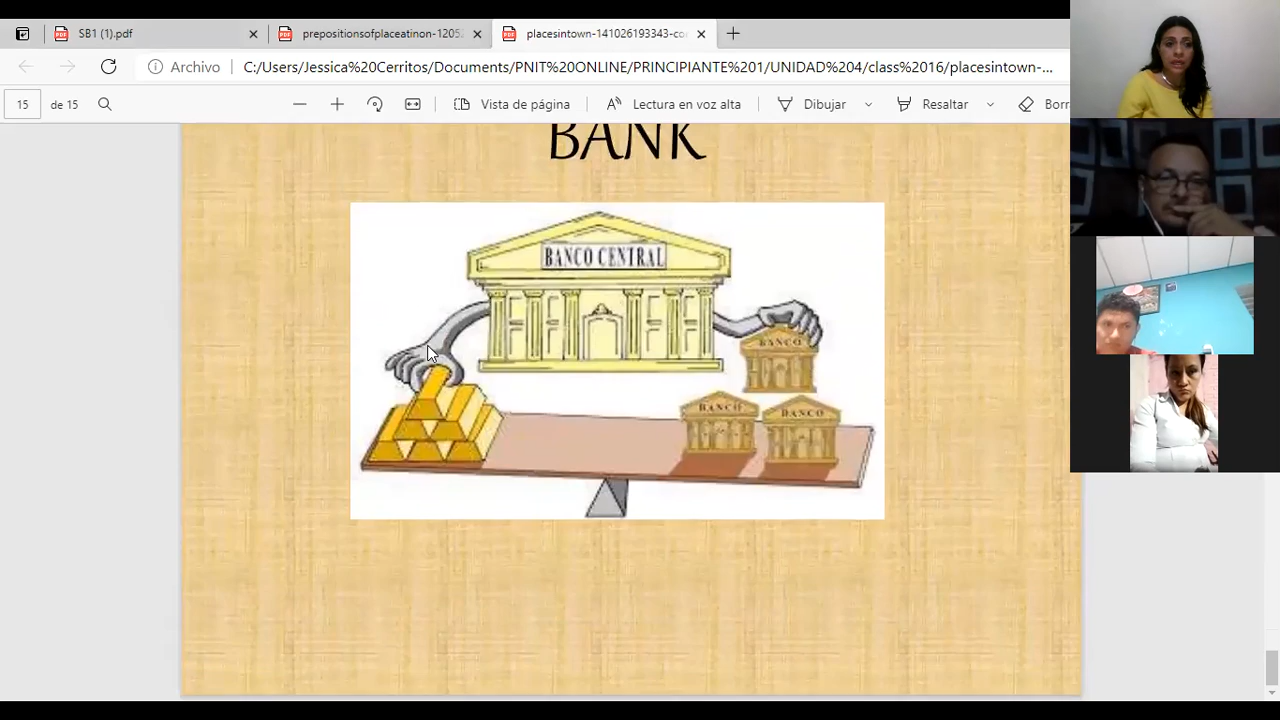 SB1 (1).pdf
prepositionsofplaceatinon-1205
placesintown-141026193343-co
Archivo
C:/Users/Jessica%20Cerritos/Documents/PNIT%20ONLINE/PRINCIPIANTE%201/UNIDAD%204/class%2016/placesintown-...
15 de 15
Vista de página
Lectura en voz alta
Dibujar
Resaltar
Borr
BANK
BANCO CENTRAL
BANCO
BANCO
BANCO